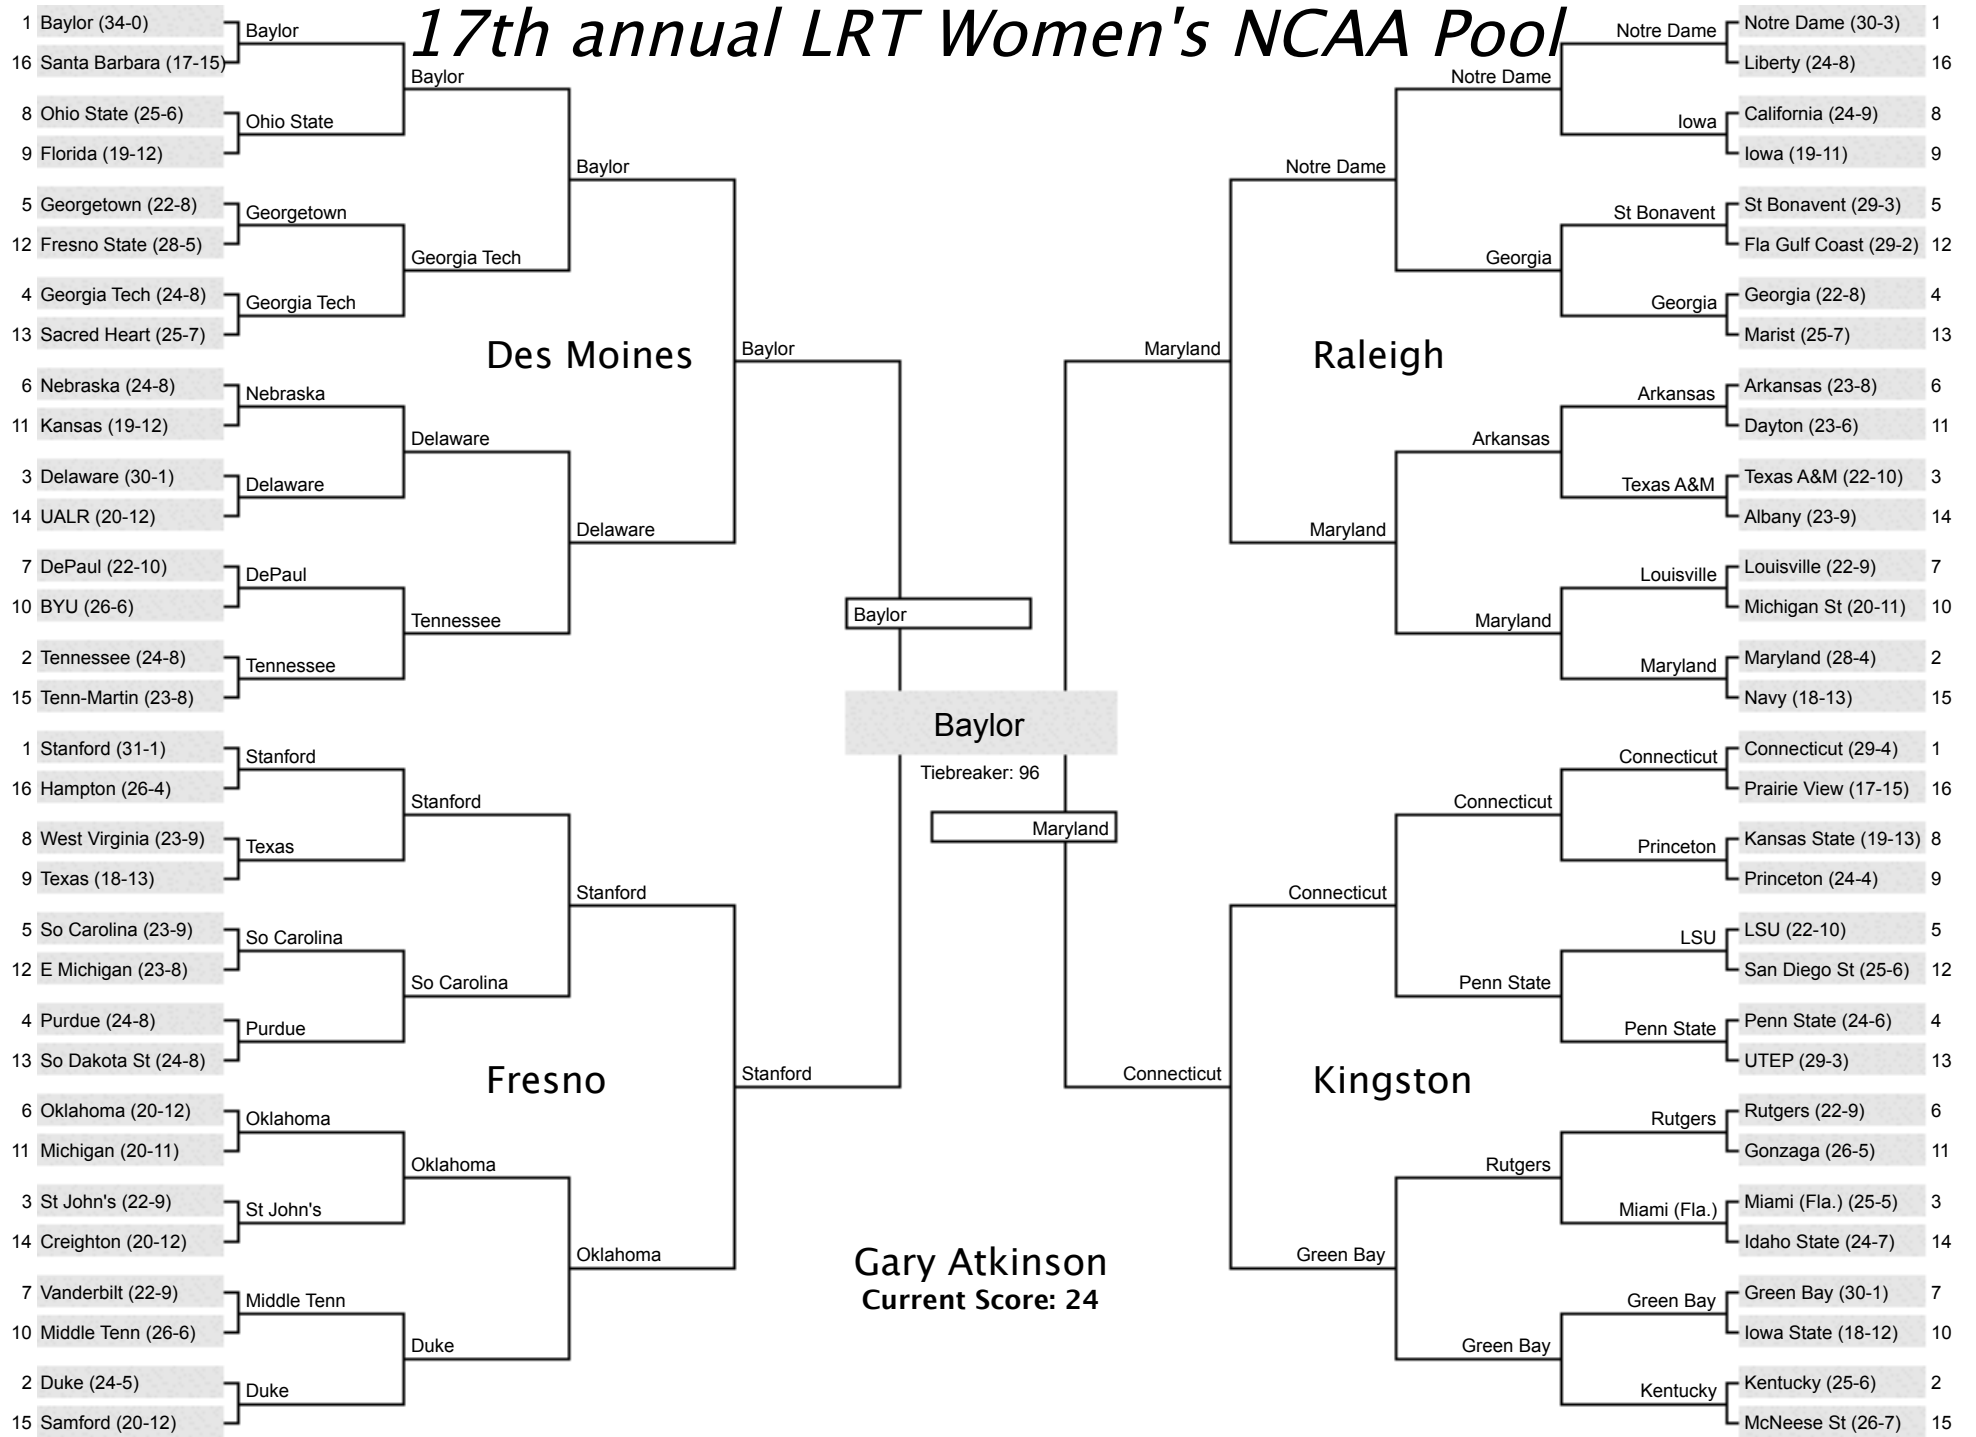 17th annual LRT Women's NCAA Pool
1 Baylor (34-0)
16 Santa Barbara (17-15)
8 Ohio State (25-6)
9 Florida (19-12)
5 Georgetown (22-8)
12 Fresno State (28-5)
4 Georgia Tech (24-8)
13 Sacred Heart (25-7)
6 Nebraska (24-8)
11 Kansas (19-12)
3 Delaware (30-1)
14 UALR (20-12)
7 DePaul (22-10)
10 BYU (26-6)
2 Tennessee (24-8)
15 Tenn-Martin (23-8)
1 Stanford (31-1)
16 Hampton (26-4)
8 West Virginia (23-9)
9 Texas (18-13)
5 So Carolina (23-9)
12 E Michigan (23-8)
4 Purdue (24-8)
13 So Dakota St (24-8)
6 Oklahoma (20-12)
11 Michigan (20-11)
3 St John's (22-9)
14 Creighton (20-12)
7 Vanderbilt (22-9)
10 Middle Tenn (26-6)
2 Duke (24-5)
15 Samford (20-12)
Baylor
Ohio State
Georgetown
Georgia Tech
Nebraska
Delaware
DePaul
Tennessee
Stanford
Texas
So Carolina
Purdue
Oklahoma
St John's
Middle Tenn
Duke
Baylor
Georgia Tech
Delaware
Tennessee
Stanford
So Carolina
Oklahoma
Duke
Baylor
Delaware
Stanford
Oklahoma
Des Moines
Fresno
Baylor
Stanford
Baylor
Baylor
Tiebreaker: 96
Maryland
Gary Atkinson
Current Score: 24
Maryland
Connecticut
Raleigh
Kingston
Notre Dame
Maryland
Connecticut
Green Bay
Notre Dame
Georgia
Arkansas
Maryland
Connecticut
Penn State
Rutgers
Green Bay
Notre Dame
Iowa
St Bonavent
Georgia
Arkansas
Texas A&M
Louisville
Maryland
Connecticut
Princeton
LSU
Penn State
Rutgers
Miami (Fla.)
Green Bay
Kentucky
Notre Dame (30-3) 1
Liberty (24-8) 16
California (24-9) 8
Iowa (19-11) 9
St Bonavent (29-3) 5
Fla Gulf Coast (29-2) 12
Georgia (22-8) 4
Marist (25-7) 13
Arkansas (23-8) 6
Dayton (23-6) 11
Texas A&M (22-10) 3
Albany (23-9) 14
Louisville (22-9) 7
Michigan St (20-11) 10
Maryland (28-4) 2
Navy (18-13) 15
Connecticut (29-4) 1
Prairie View (17-15) 16
Kansas State (19-13) 8
Princeton (24-4) 9
LSU (22-10) 5
San Diego St (25-6) 12
Penn State (24-6) 4
UTEP (29-3) 13
Rutgers (22-9) 6
Gonzaga (26-5) 11
Miami (Fla.) (25-5) 3
Idaho State (24-7) 14
Green Bay (30-1) 7
Iowa State (18-12) 10
Kentucky (25-6) 2
McNeese St (26-7) 15